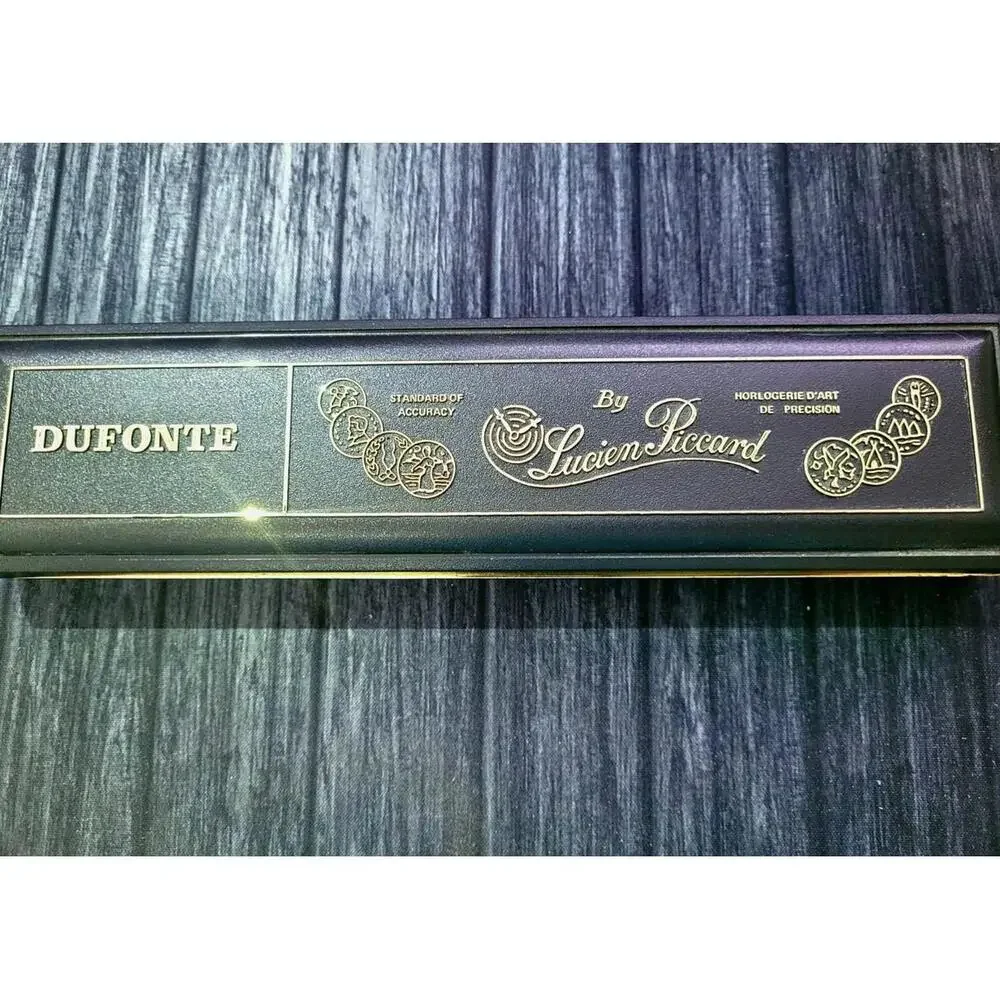 DUFONTE
STANDARD OF
ACCURACY
By
Lucien Piccard
HORLOGERIE D'ART
DE PRECISION